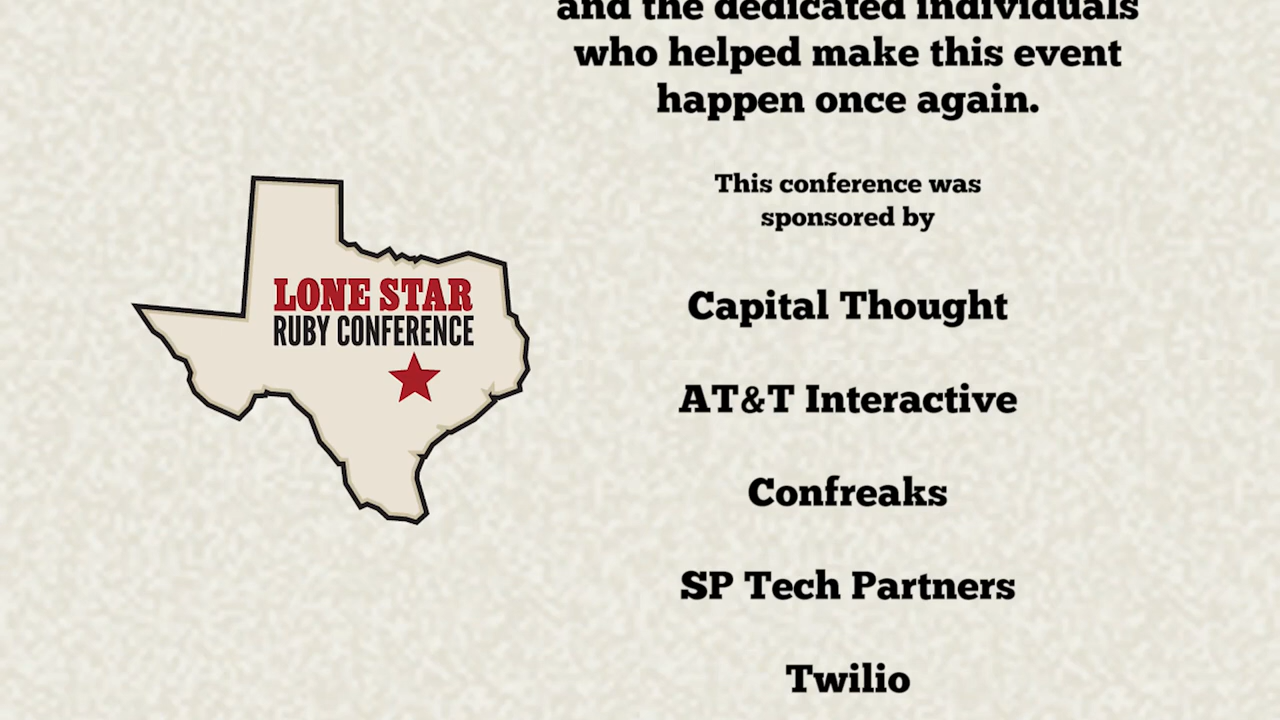 and the dedicated individuals
who helped make this event
happen once again.
This conference was
sponsored by
LONE STAR
RUBY CONFERENCE
Capital Thought
AT&T Interactive
Confreaks
SP Tech Partners
Twilio